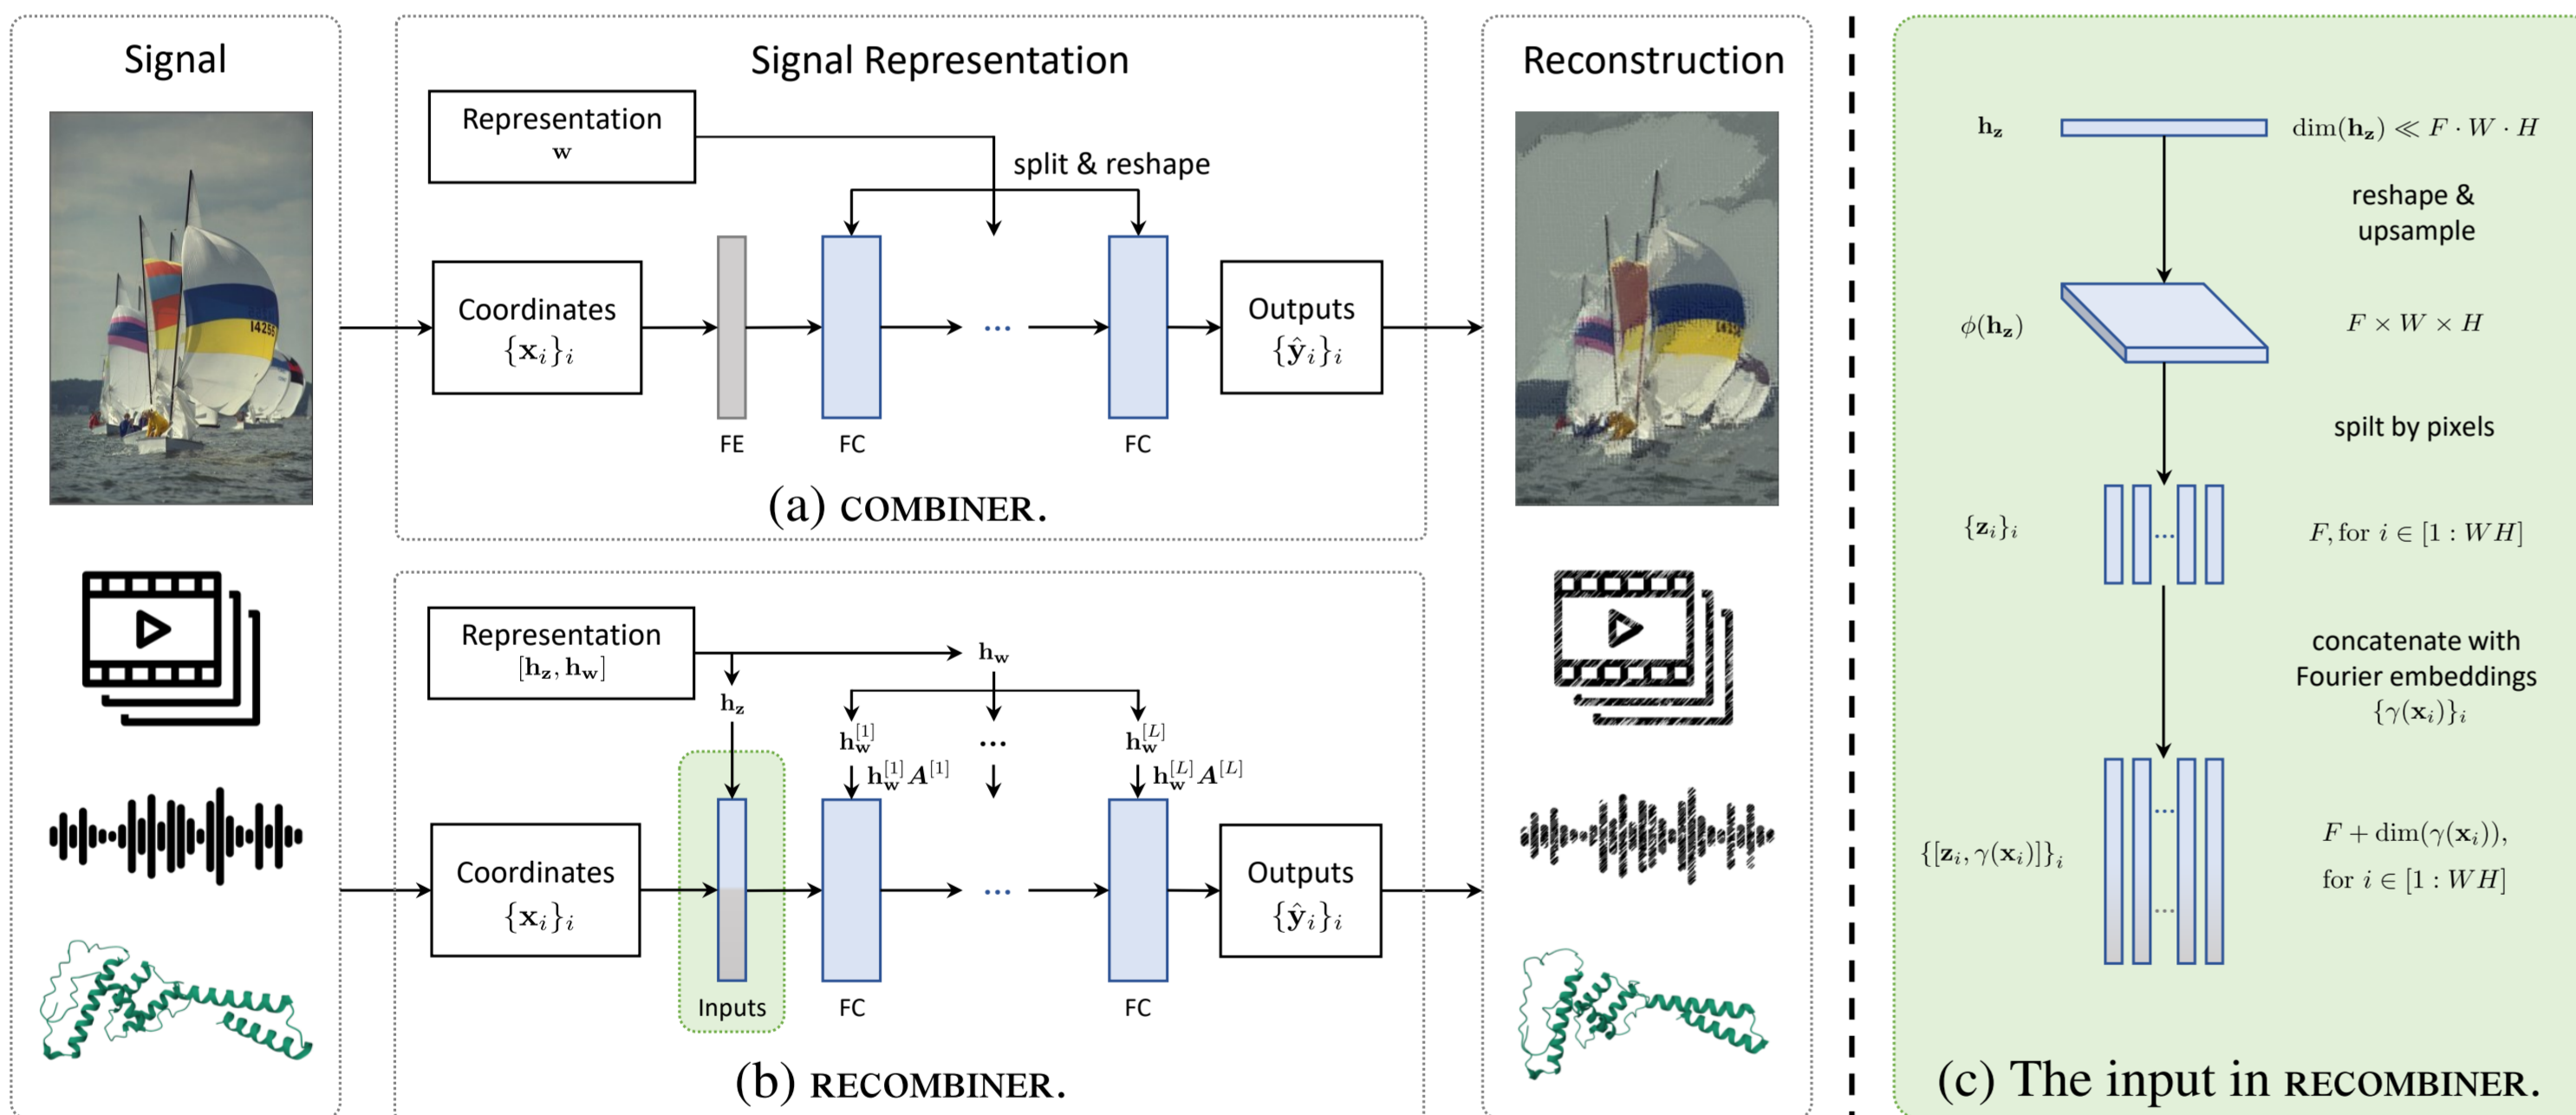 Signal
14255
Signal Representation
Representation
w
split & reshape
Coordinates
{x_i}_i
FE
FC
...
FC
Outputs
{ŷ_i}_i
(a) COMBINER.
Representation
[h_z, h_w]
h_w
h_z
h_w^{[1]}
...
h_w^{[L]}
h_w^{[1]} A^{[1]}
h_w^{[L]} A^{[L]}
Coordinates
{x_i}_i
Inputs
FC
...
FC
Outputs
{ŷ_i}_i
(b) RECOMBINER.
Reconstruction
h_z
dim(h_z) ≪ F · W · H
reshape &
upsample
ϕ(h_z)
F × W × H
spilt by pixels
{z_i}_i
...
F, for i ∈ [1 : WH]
concatenate with
Fourier embeddings
{γ(x_i)}_i
{[z_i, γ(x_i)]}_i
...
...
F + dim(γ(x_i)),
for i ∈ [1 : WH]
(c) The input in RECOMBINER.